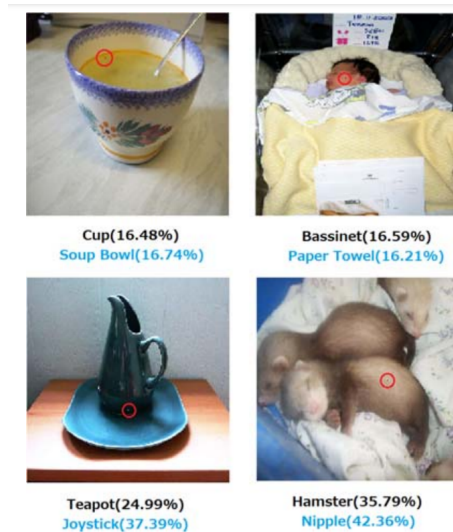 Cup(16.48%)
Soup Bowl(16.74%)
Bassinet(16.59%)
Paper Towel(16.21%)
Teapot(24.99%)
Joystick(37.39%)
Hamster(35.79%)
Nipple(42.36%)